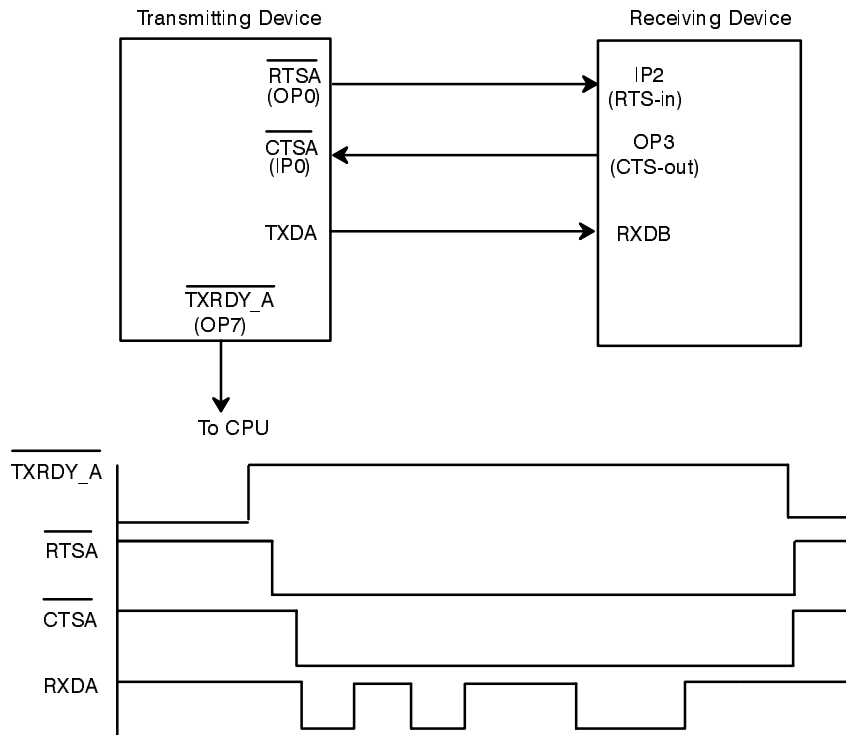 Transmitting Device
Receiving Device
RTSA
(OP0)
IP2
(RTS-in)
CTSA
(IP0)
OP3
(CTS-out)
TXDA
RXDB
TXRDY_A
(OP7)
To CPU
TXRDY_A
RTSA
CTSA
RXDA